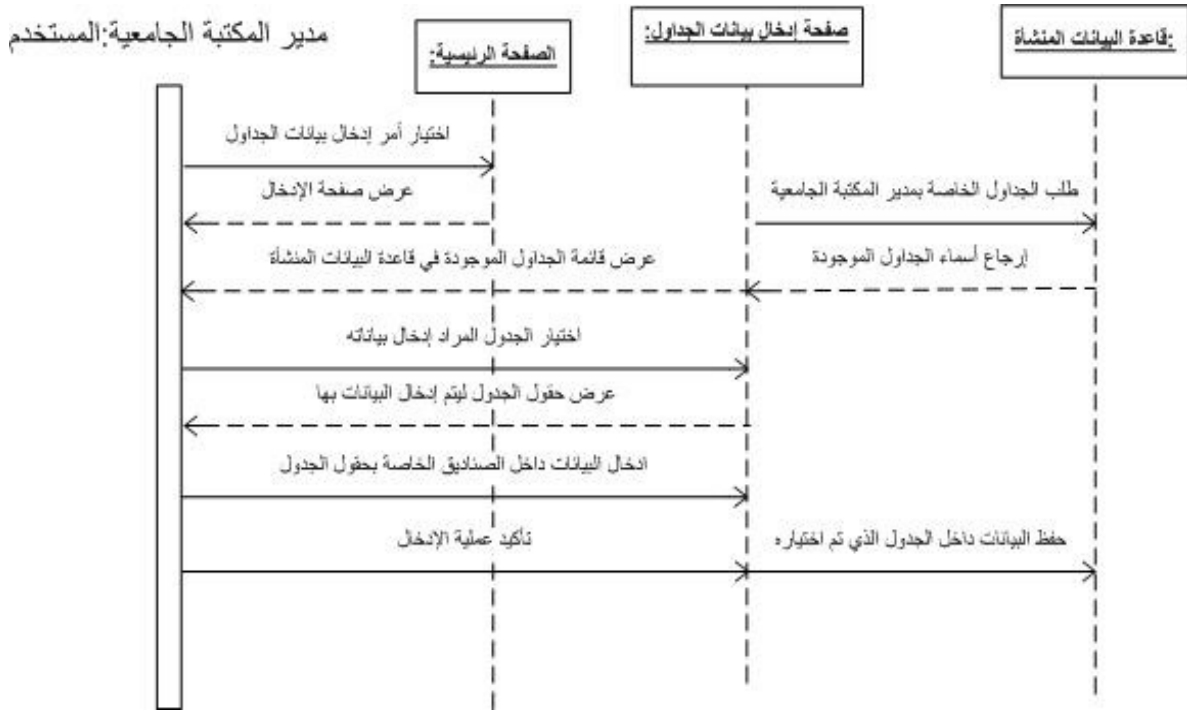 مدير المكتبة الجامعية:المستخدم
الصفحة الرئيسية:
صفحة إدخال بيانات الجداول:
:قاعدة البيانات المنشأة
اختيار أمر إدخال بيانات الجداول
عرض صفحة الإدخال
طلب الجداول الخاصة بمدير المكتبة الجامعية
عرض قائمة الجداول الموجودة في قاعدة البيانات المنشأة
إرجاع أسماء الجداول الموجودة
اختيار الجدول المراد إدخال بياناته
عرض حقول الجدول ليتم إدخال البيانات بها
ادخال البيانات داخل الصناديق الخاصة بحقول الجدول
تأكيد عملية الإدخال
حفظ البيانات داخل الجدول الذي تم اختياره